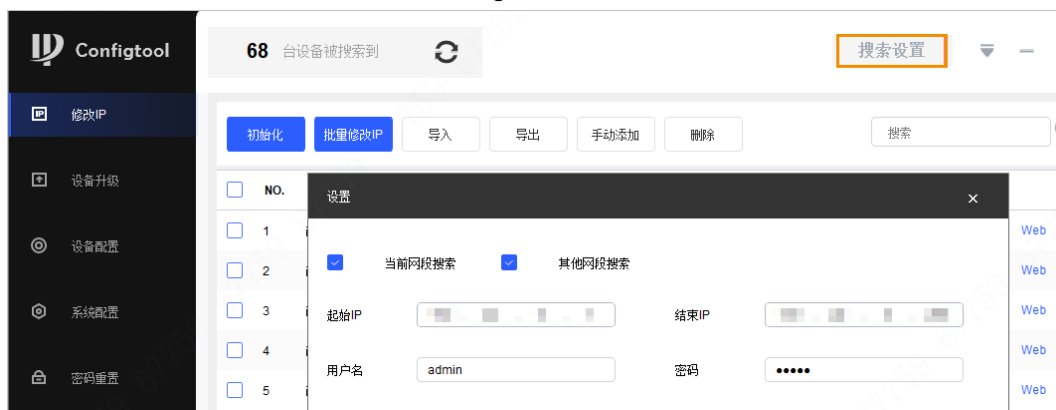 Configtool
68 台设备被搜索到
搜索设置
修改IP
初始化 批量修改IP 导入 导出 手动添加 删除 搜索
设备升级
NO.
设置
1 Web
设备配置
当前网段搜索 其他网段搜索
2 Web
系统配置
3 起始IP 结束IP Web
4 Web
密码重置
用户名 admin 密码 •••••
5 Web